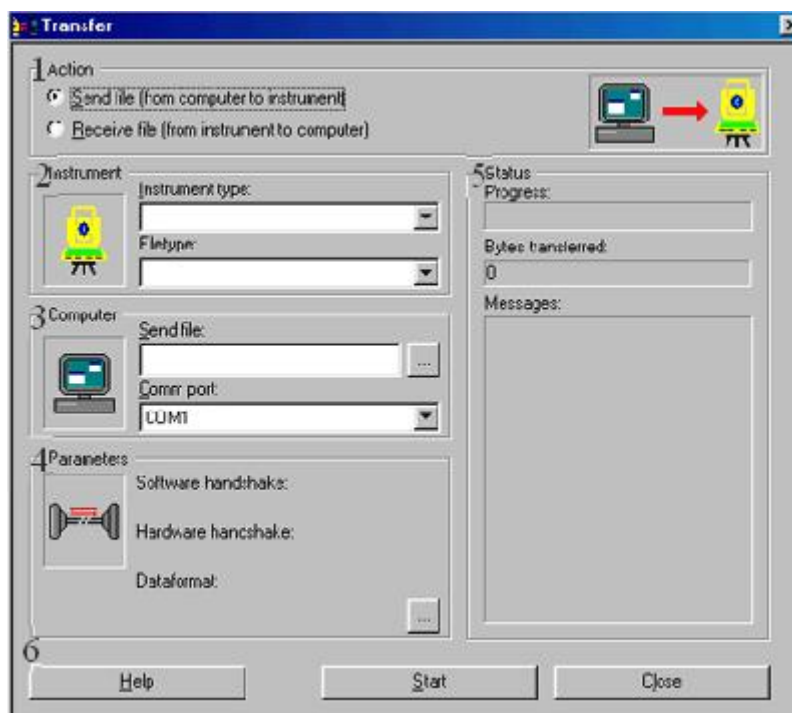 Transfer
1 Action
Send file (from computer to instrument)
Receive file (from instrument to computer)
2 Instrument
Instrument type:
Filetype:
3 Computer
Send file:
...
Comm port:
COM1
4 Parameters
Software handshake:
Hardware handshake:
Dataformat:
...
5 Status
Progress:
Bytes transferred:
0
Messages:
6
Help
Start
Close